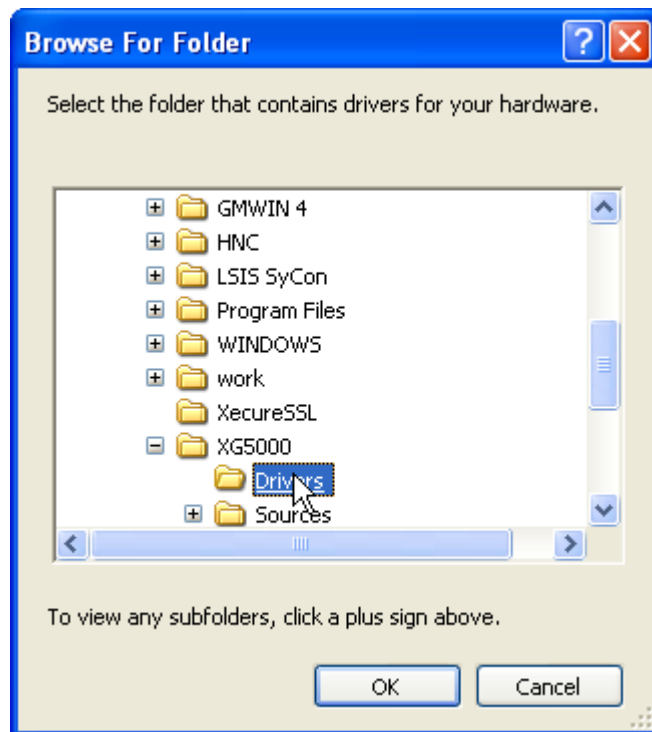 Browse For Folder
Select the folder that contains drivers for your hardware.
GMWIN 4
HNC
LSIS SyCon
Program Files
WINDOWS
work
XecureSSL
XG5000
Drivers
Sources
To view any subfolders, click a plus sign above.
OK Cancel